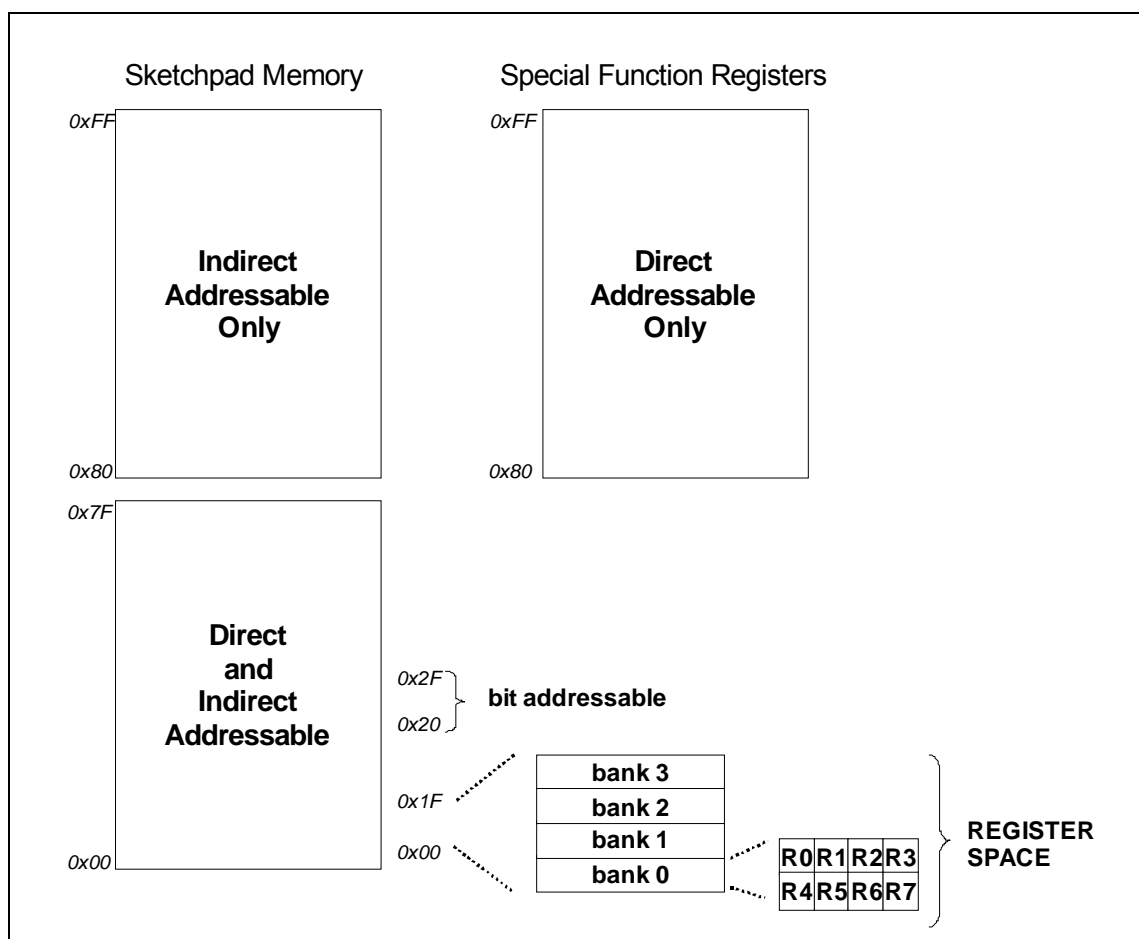 Sketchpad Memory
Special Function Registers
0xFF
Indirect
Addressable
Only
0x80
0xFF
Direct
Addressable
Only
0x80
0x7F
Direct
and
Indirect
Addressable
0x00
0x2F
0x20
bit addressable
0x1F
0x00
bank 3
bank 2
bank 1
bank 0
R0 R1 R2 R3
R4 R5 R6 R7
REGISTER
SPACE